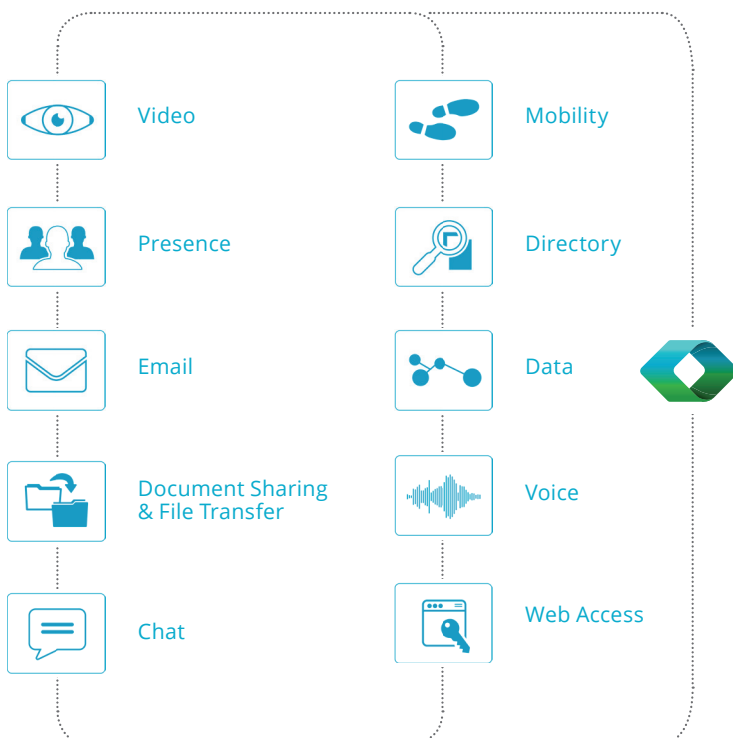 Video
Presence
Email
Document Sharing
& File Transfer
Chat
Mobility
Directory
Data
Voice
Web Access